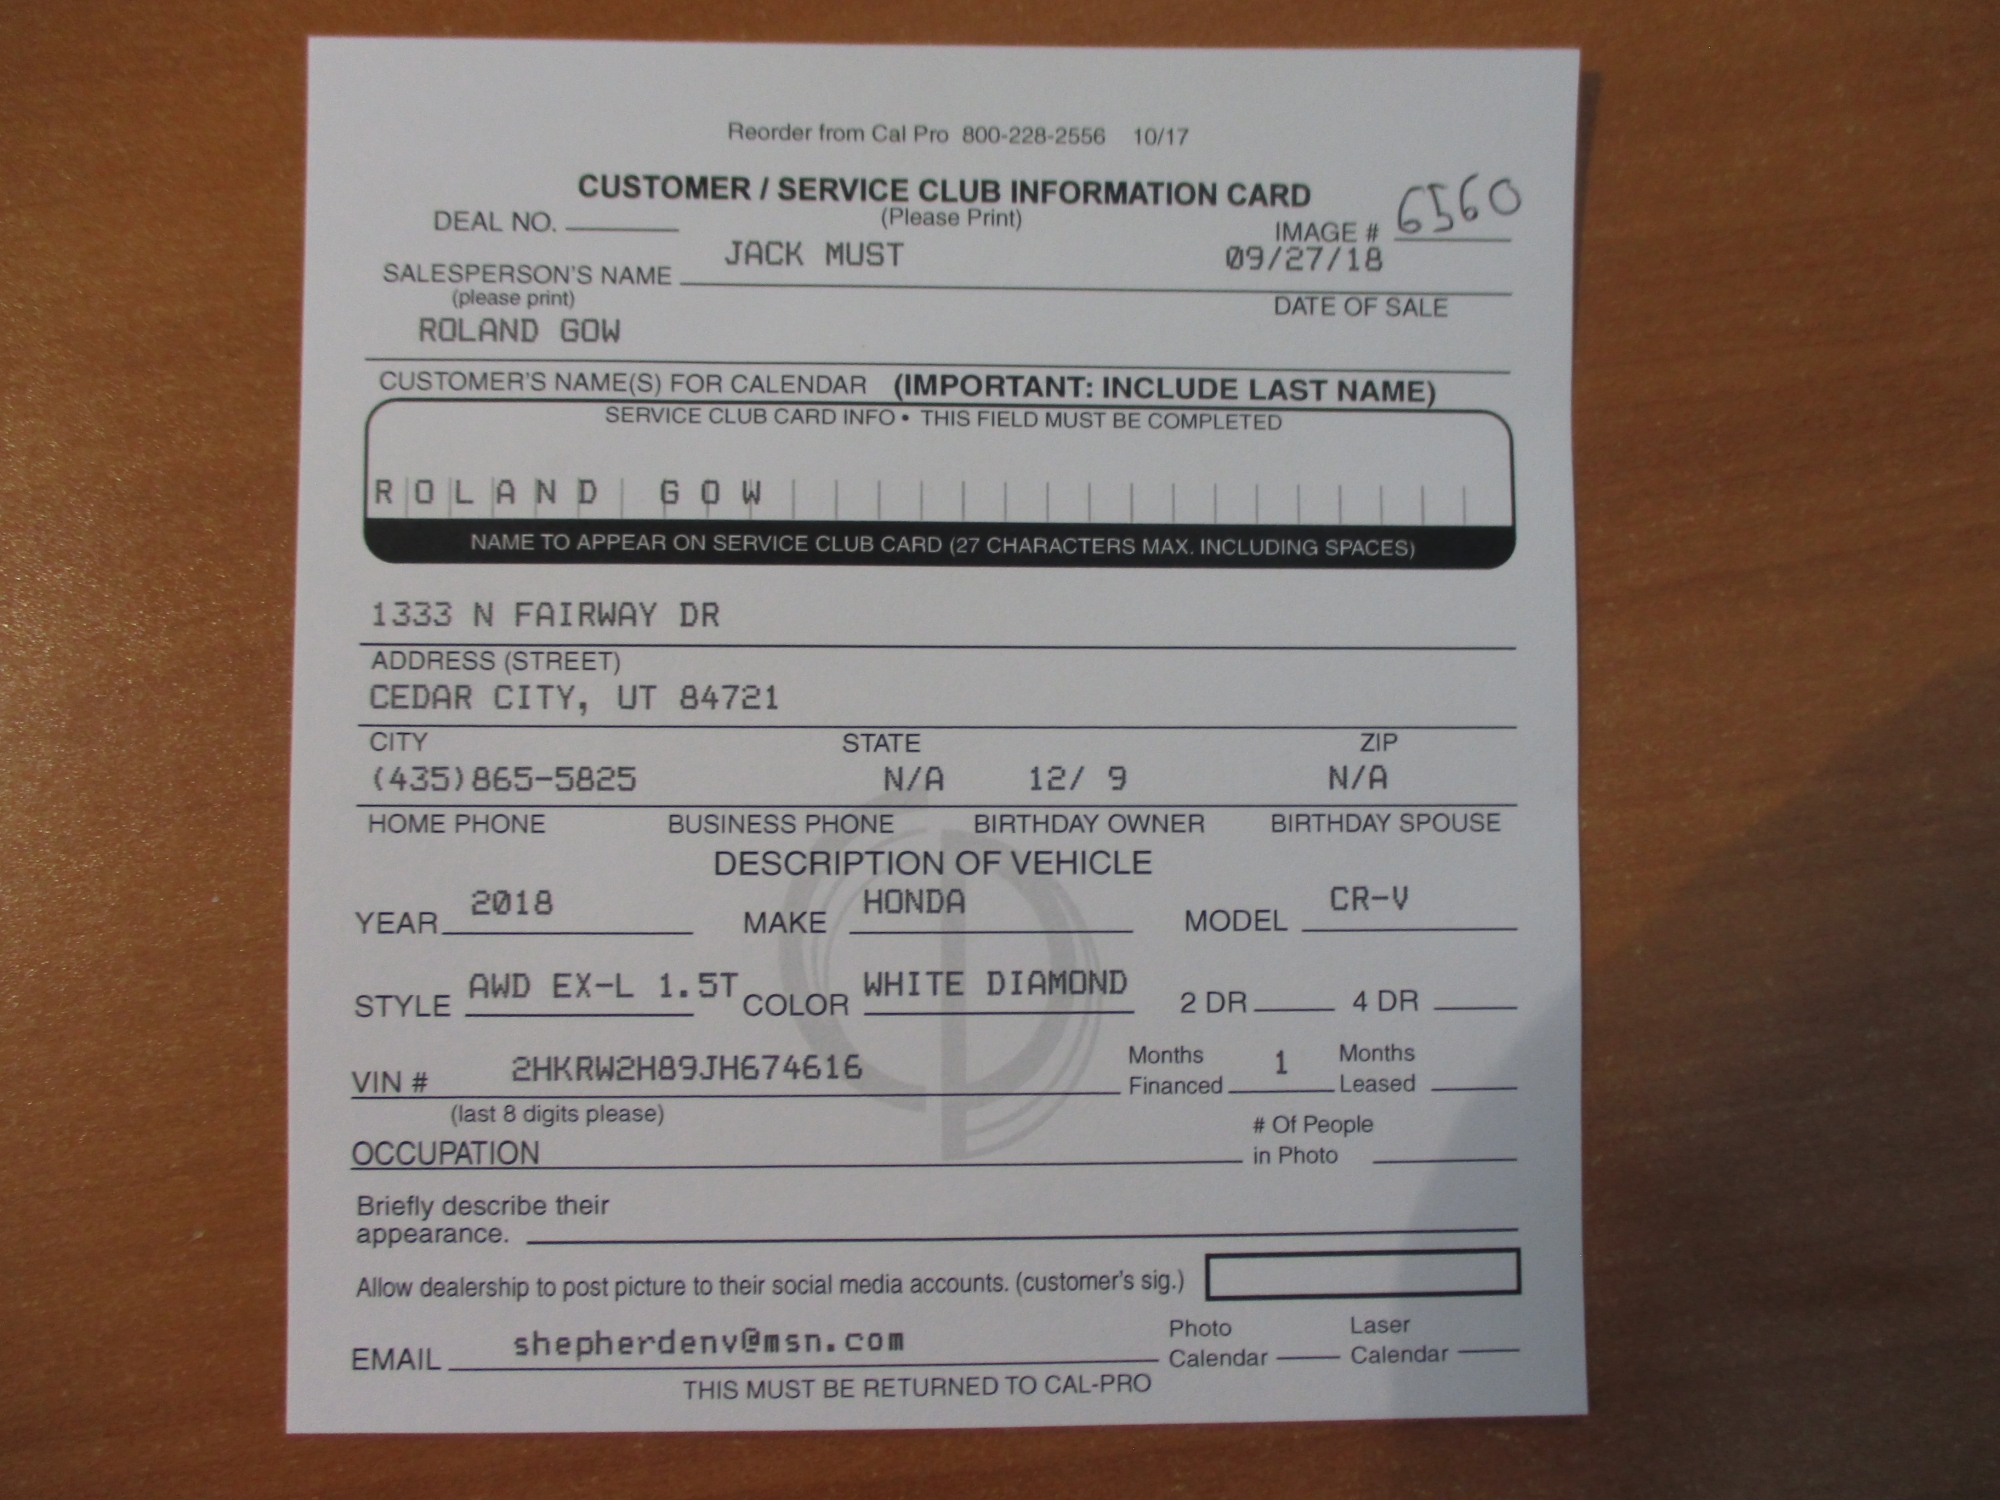 Reorder from Cal Pro 800-228-2556 10/17
CUSTOMER / SERVICE CLUB INFORMATION CARD
DEAL NO. (Please Print) IMAGE # 6560
SALESPERSON'S NAME JACK MUST 09/27/18
(please print) DATE OF SALE
ROLAND GOW
CUSTOMER'S NAME(S) FOR CALENDAR (IMPORTANT: INCLUDE LAST NAME)
SERVICE CLUB CARD INFO • THIS FIELD MUST BE COMPLETED
ROLAND GOW
NAME TO APPEAR ON SERVICE CLUB CARD (27 CHARACTERS MAX. INCLUDING SPACES)
1333 N FAIRWAY DR
ADDRESS (STREET)
CEDAR CITY, UT 84721
CITY STATE ZIP
(435)865-5825 N/A 12/ 9 N/A
HOME PHONE BUSINESS PHONE BIRTHDAY OWNER BIRTHDAY SPOUSE
DESCRIPTION OF VEHICLE
YEAR 2018 MAKE HONDA MODEL CR-V
STYLE AWD EX-L 1.5T COLOR WHITE DIAMOND 2 DR 4 DR
VIN # 2HKRW2H89JH674616 Months Financed 1 Months Leased
(last 8 digits please)
OCCUPATION # Of People in Photo
Briefly describe their
appearance.
Allow dealership to post picture to their social media accounts. (customer's sig.)
EMAIL shepherdenv@msn.com Photo Calendar Laser Calendar
THIS MUST BE RETURNED TO CAL-PRO